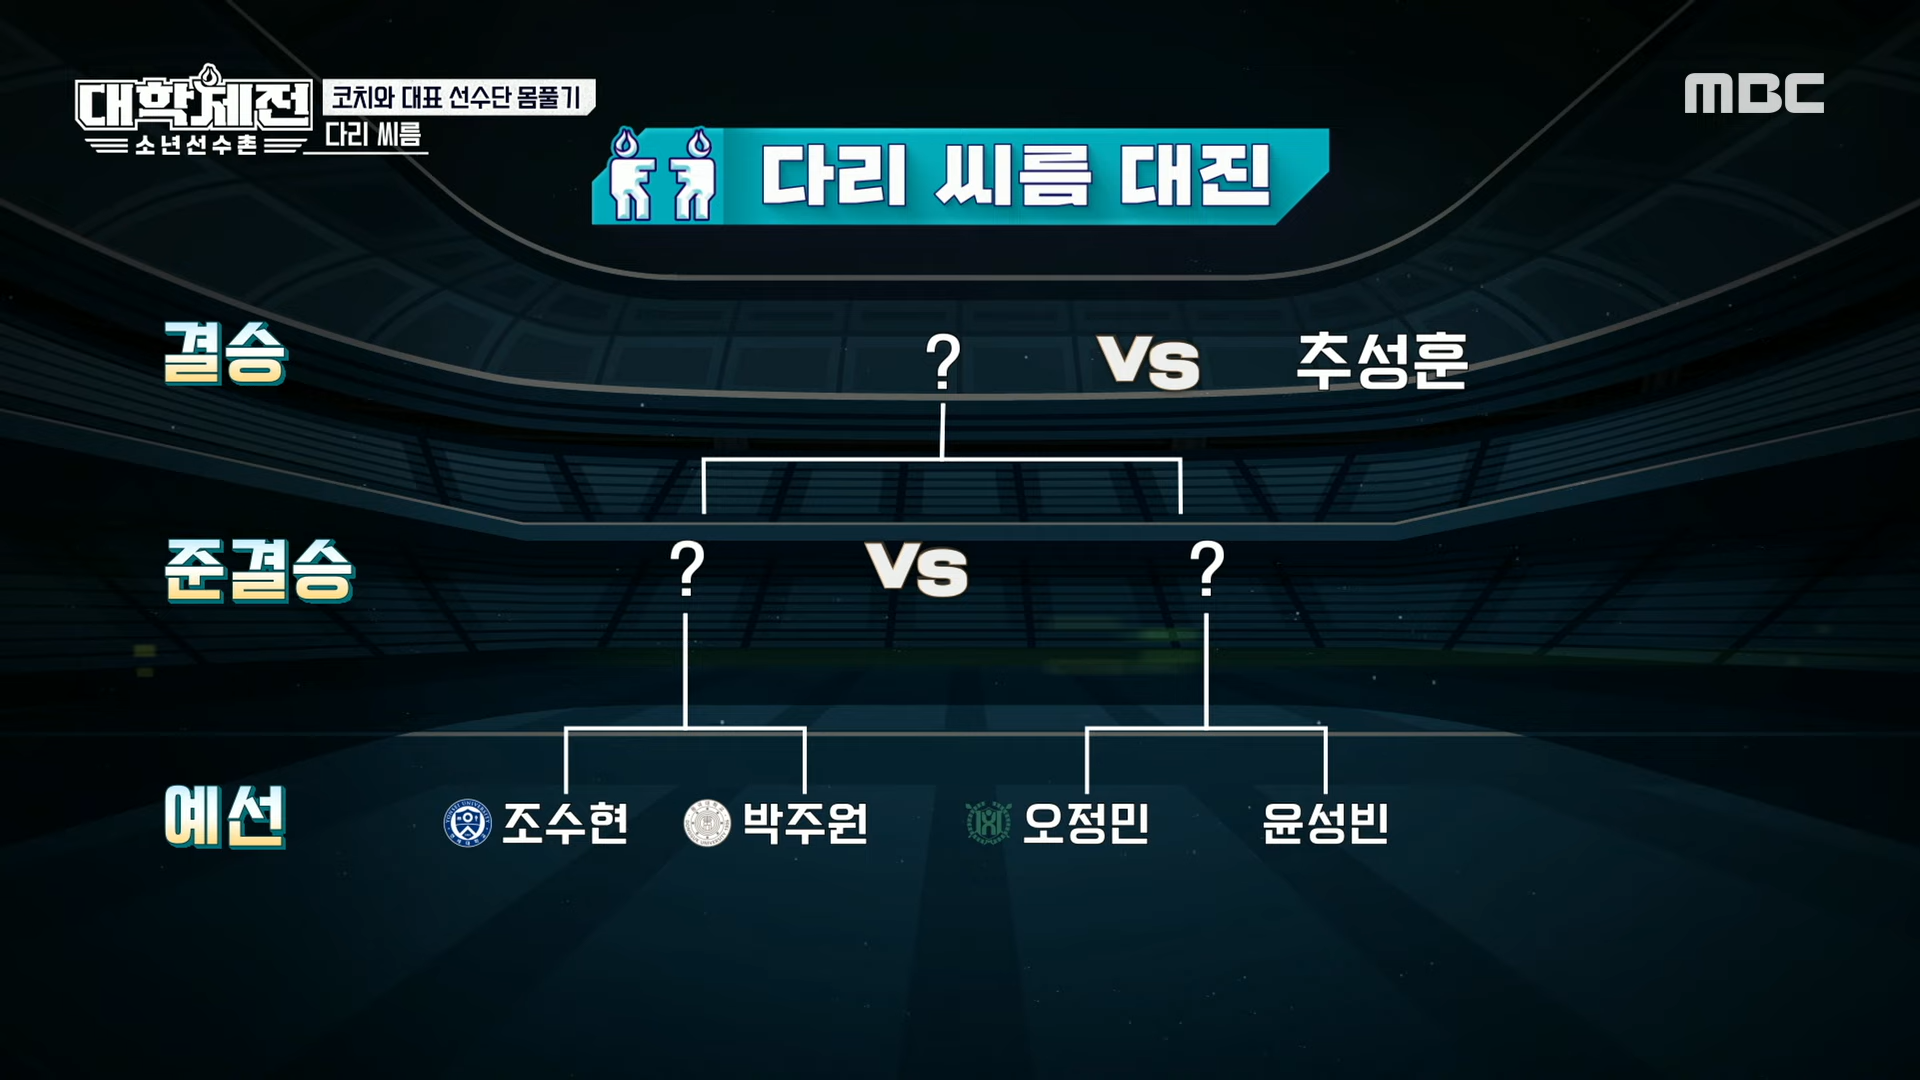 대학체전
소년선수촌
코치와 대표 선수단 몸풀기
다리 씨름
MBC
다리 씨름 대진
결승
? VS 추성훈
준결승
? VS ?
예선
조수현 박주원 오정민 윤성빈